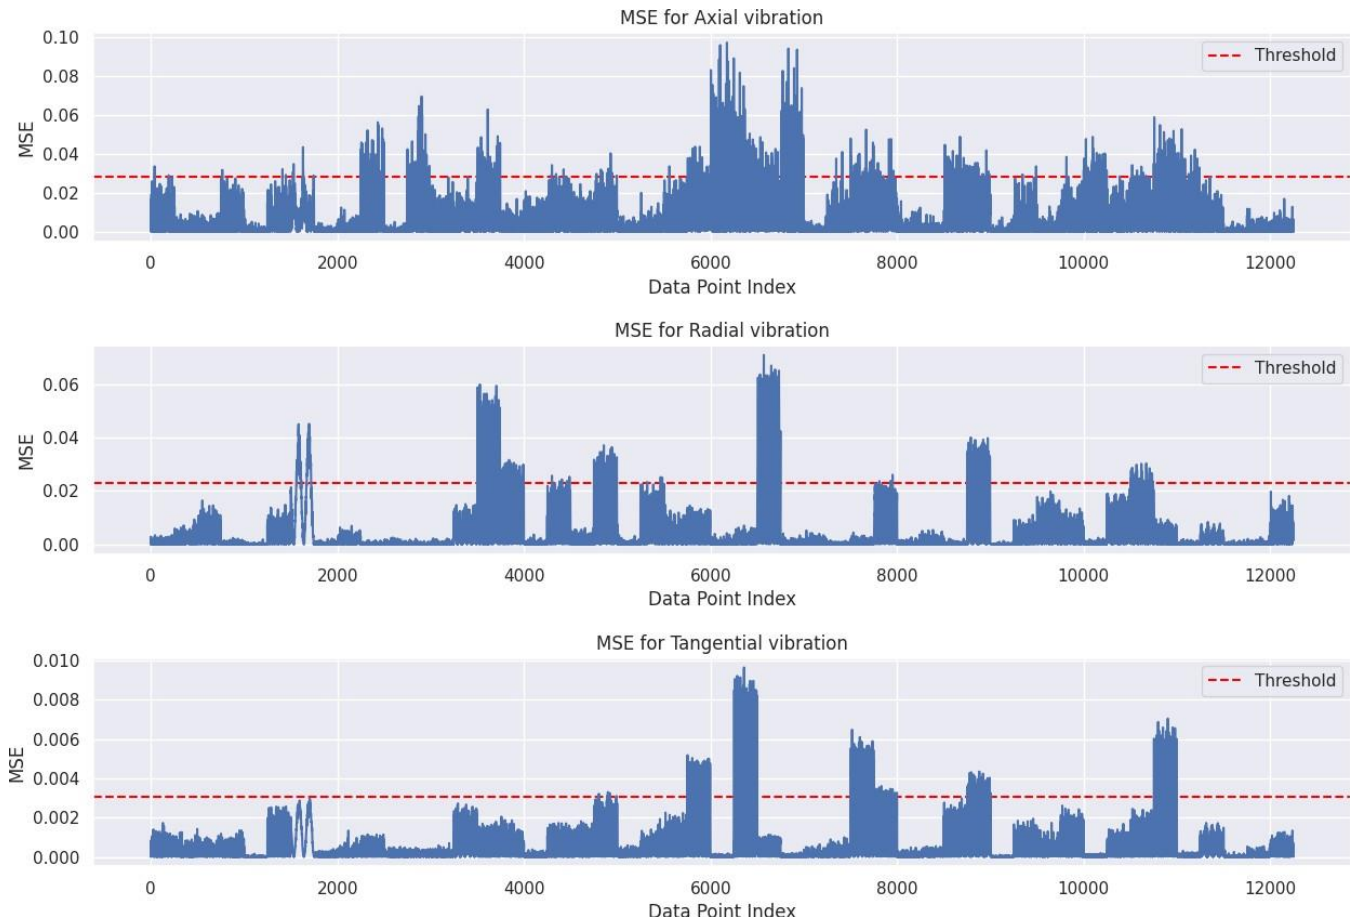 MSE for Axial vibration
0.10
0.08
0.06
0.04
0.02
0.00
MSE
Threshold
0 2000 4000 6000 8000 10000 12000
Data Point Index
MSE for Radial vibration
0.06
0.04
0.02
0.00
MSE
Threshold
0 2000 4000 6000 8000 10000 12000
Data Point Index
MSE for Tangential vibration
0.010
0.008
0.006
0.004
0.002
0.000
MSE
Threshold
0 2000 4000 6000 8000 10000 12000
Data Point Index